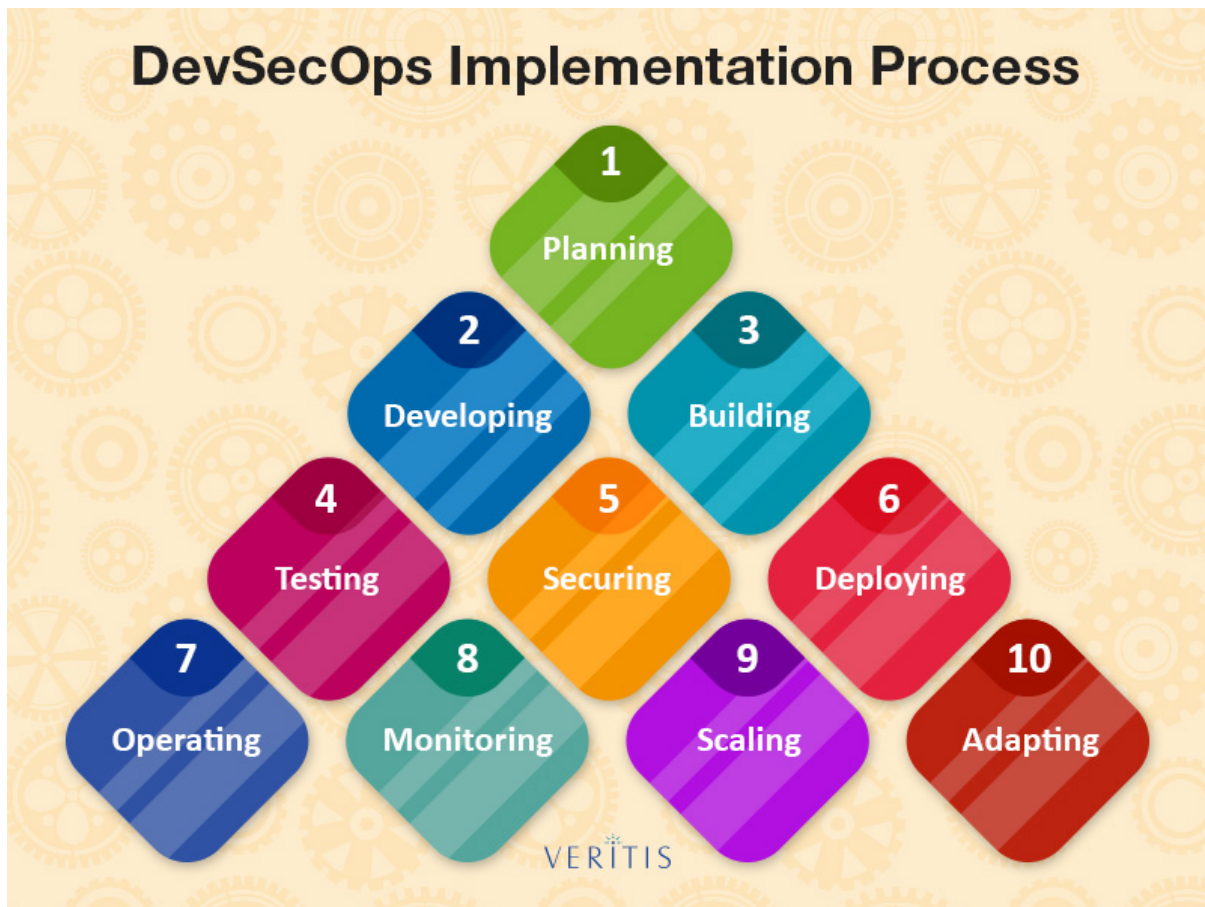 DevSecOps Implementation Process
1
Planning
2
Developing
3
Building
4
Testing
5
Securing
6
Deploying
7
Operating
8
Monitoring
9
Scaling
10
Adapting
VERITIS